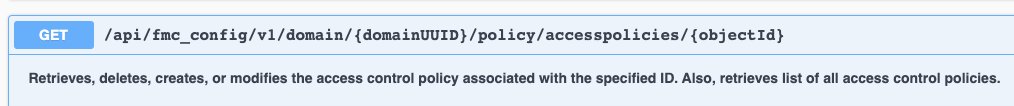 GET /api/fmc_config/v1/domain/{domainUUID}/policy/accesspolicies/{objectId}
Retrieves, deletes, creates, or modifies the access control policy associated with the specified ID. Also, retrieves list of all access control policies.